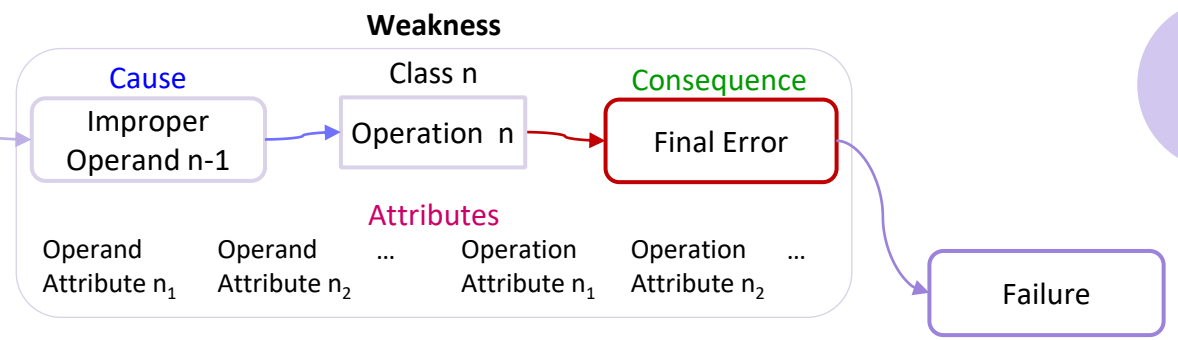 Weakness
Cause
Class n
Consequence
Improper
Operand n-1
Operation n
Final Error
Attributes
Operand
Attribute n₁
Operand
Attribute n₂
...
Operation
Attribute n₁
Operation
Attribute n₂
...
Failure